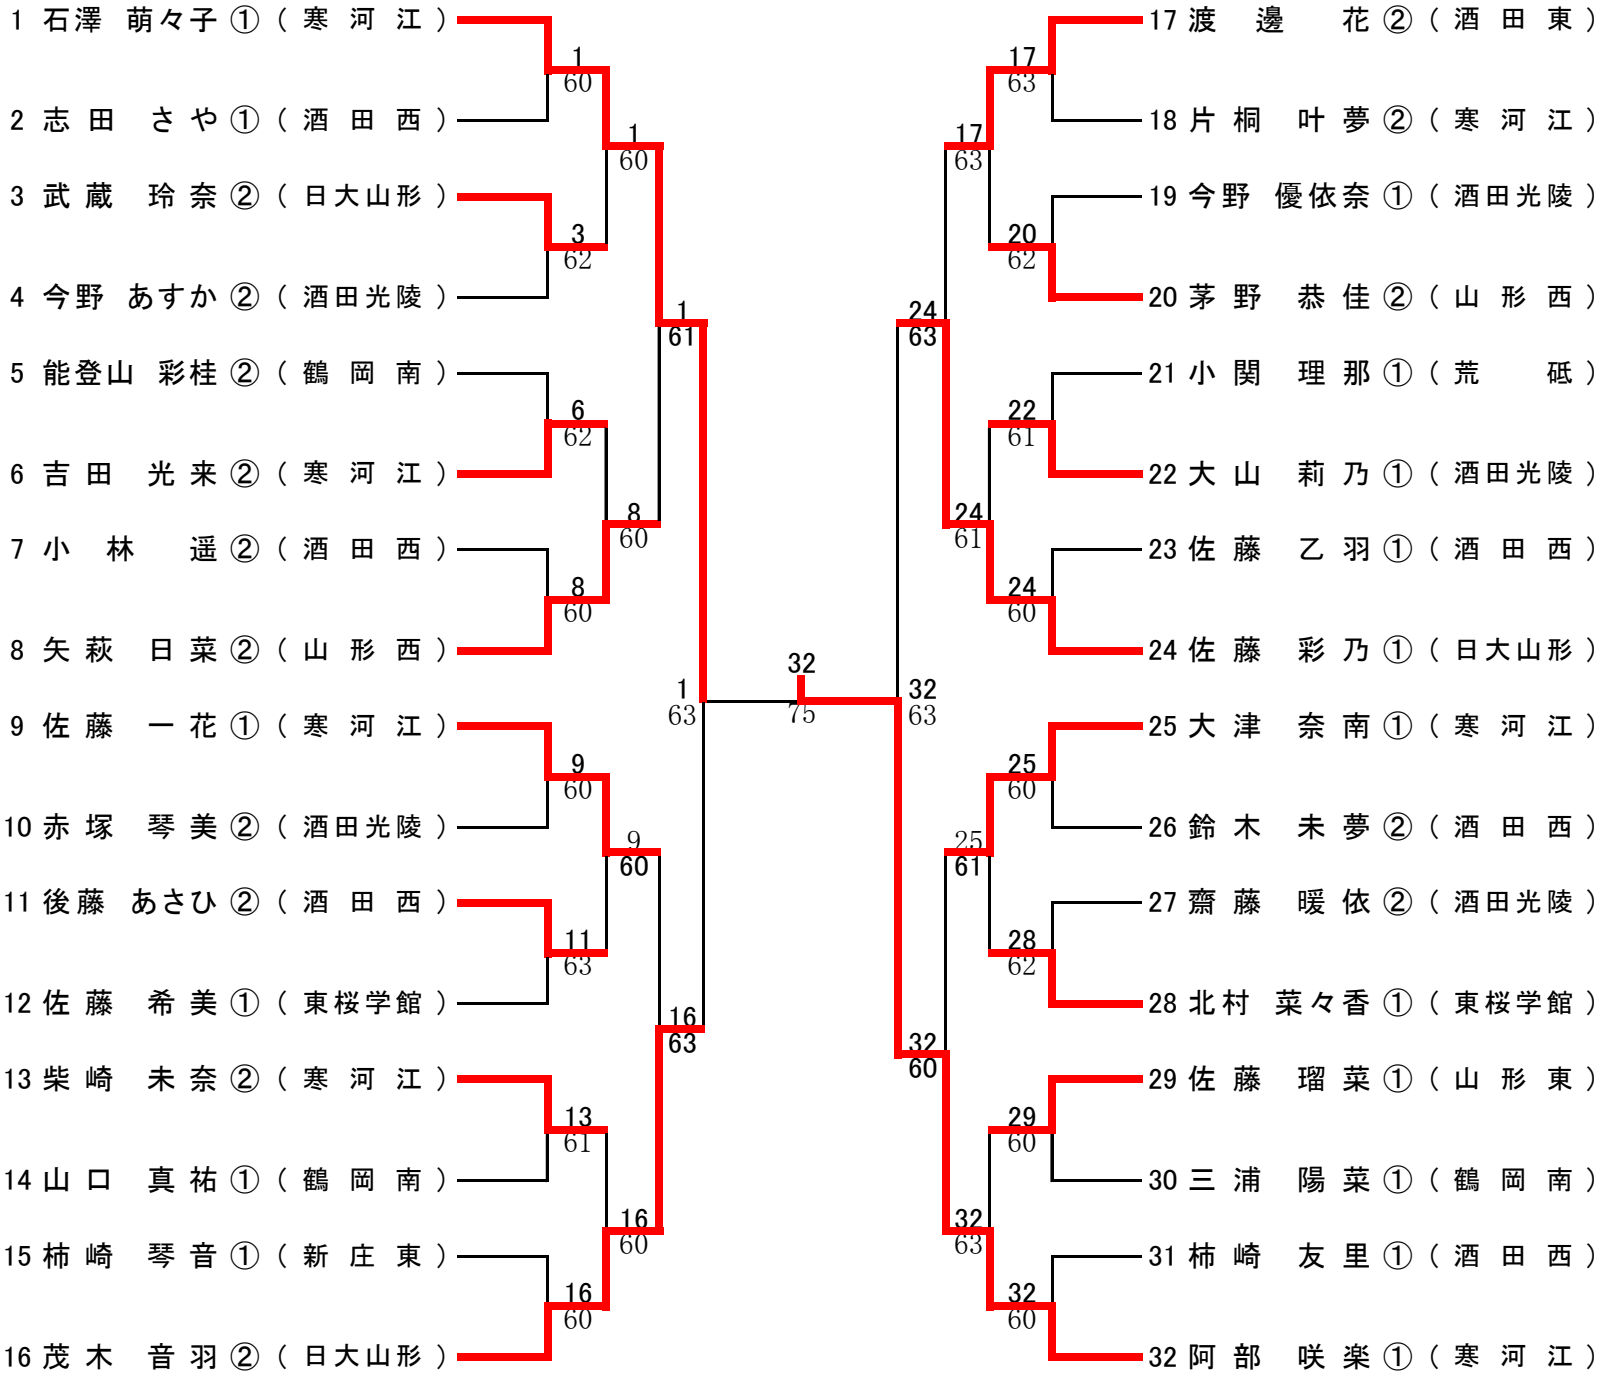 1 石澤 萌々子 ① ( 寒河江 )
2 志田 さや ① ( 酒田西 )
3 武蔵 玲奈 ② ( 日大山形 )
4 今野 あすか ② ( 酒田光陵 )
5 能登山 彩桂 ② ( 鶴岡南 )
6 吉田 光来 ② ( 寒河江 )
7 小林 遥 ② ( 酒田西 )
8 矢萩 日菜 ② ( 山形西 )
9 佐藤 一花 ① ( 寒河江 )
10 赤塚 琴美 ② ( 酒田光陵 )
11 後藤 あさひ ② ( 酒田西 )
12 佐藤 希美 ① ( 東桜学館 )
13 柴崎 未奈 ② ( 寒河江 )
14 山口 真祐 ① ( 鶴岡南 )
15 柿崎 琴音 ① ( 新庄東 )
16 茂木 音羽 ② ( 日大山形 )
1
60
3
62
6
62
8
60
9
60
11
63
13
61
16
60
1
60
8
60
9
60
16
60
1
61
16
63
1
63
32
75
32
63
24
63
32
60
17
63
24
61
25
61
32
63
17
63
20
62
22
61
24
60
25
60
28
62
29
60
32
60
17 渡邊 花 ② ( 酒田東 )
18 片桐 叶夢 ② ( 寒河江 )
19 今野 優依奈 ① ( 酒田光陵 )
20 茅野 恭佳 ② ( 山形西 )
21 小関 理那 ① ( 荒砥 )
22 大山 莉乃 ① ( 酒田光陵 )
23 佐藤 乙羽 ① ( 酒田西 )
24 佐藤 彩乃 ① ( 日大山形 )
25 大津 奈南 ① ( 寒河江 )
26 鈴木 未夢 ② ( 酒田西 )
27 齋藤 暖依 ② ( 酒田光陵 )
28 北村 菜々香 ① ( 東桜学館 )
29 佐藤 瑠菜 ① ( 山形東 )
30 三浦 陽菜 ① ( 鶴岡南 )
31 柿崎 友里 ① ( 酒田西 )
32 阿部 咲楽 ① ( 寒河江 )